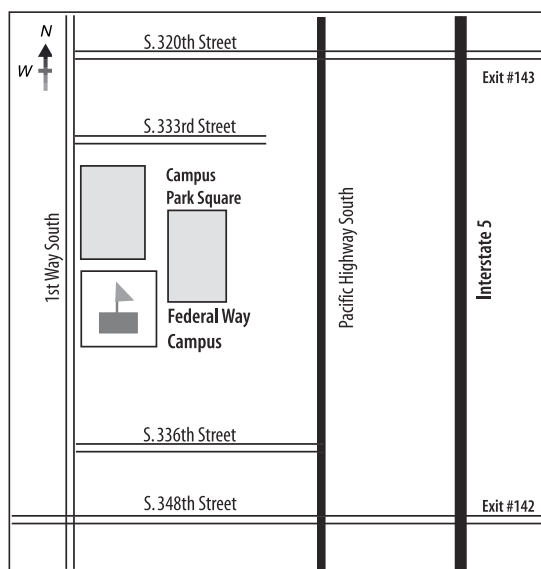 N
W
S. 320th Street
Exit #143
S. 333rd Street
Campus
Park Square
1st Way South
Pacific Highway South
Interstate 5
Federal Way
Campus
S. 336th Street
S. 348th Street
Exit #142